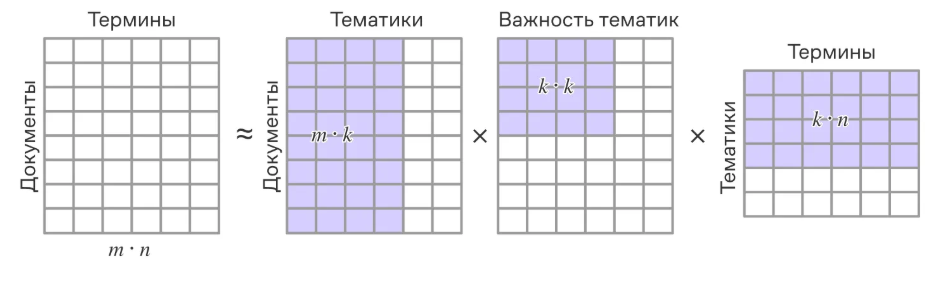 Термины
Документы
m · n
≈
Тематики
Документы
m · k
×
Важность тематик
k · k
×
Термины
Тематики
k · n